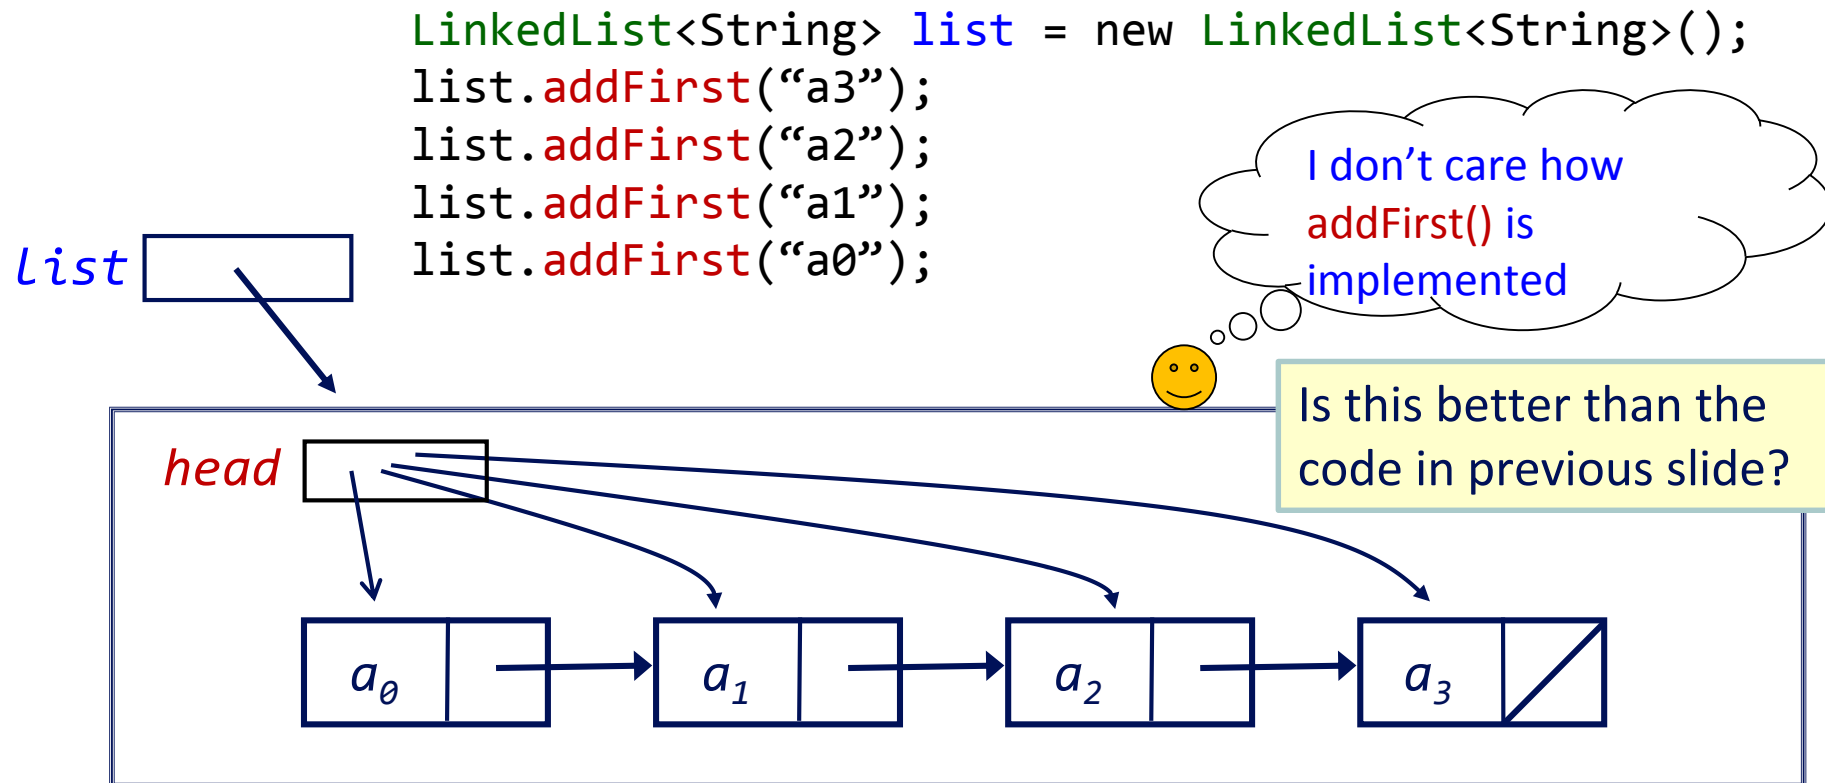 LinkedList<String> list = new LinkedList<String>();
list.addFirst(“a3”);
list.addFirst(“a2”);
list.addFirst(“a1”);
list.addFirst(“a0”);
I don’t care how
addFirst() is
implemented
list
Is this better than the
code in previous slide?
head
a₀ a₁ a₂ a₃